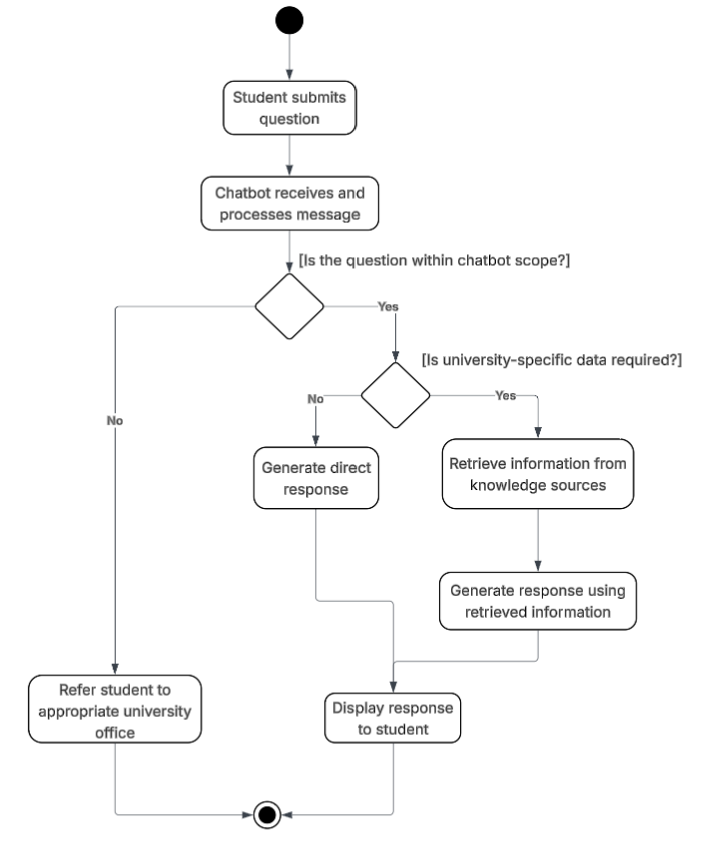 Student submits
question
Chatbot receives and
processes message
[Is the question within chatbot scope?]
Yes
[Is university-specific data required?]
No
Yes
No
Generate direct
response
Retrieve information from
knowledge sources
Generate response using
retrieved information
Refer student to
appropriate university
office
Display response
to student